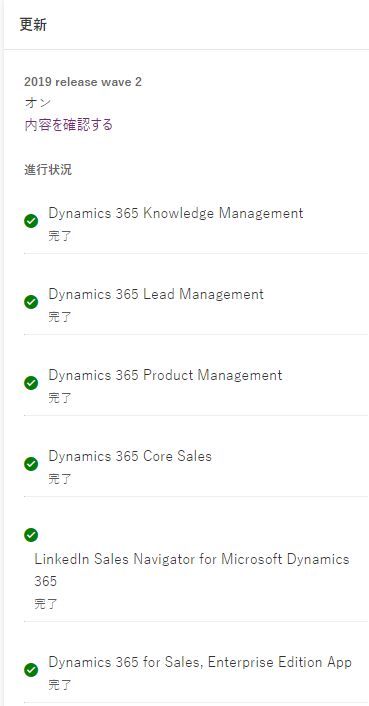 更新
2019 release wave 2
オン
内容を確認する
進行状況
Dynamics 365 Knowledge Management
完了
Dynamics 365 Lead Management
完了
Dynamics 365 Product Management
完了
Dynamics 365 Core Sales
完了
LinkedIn Sales Navigator for Microsoft Dynamics
365
完了
Dynamics 365 for Sales, Enterprise Edition App
完了